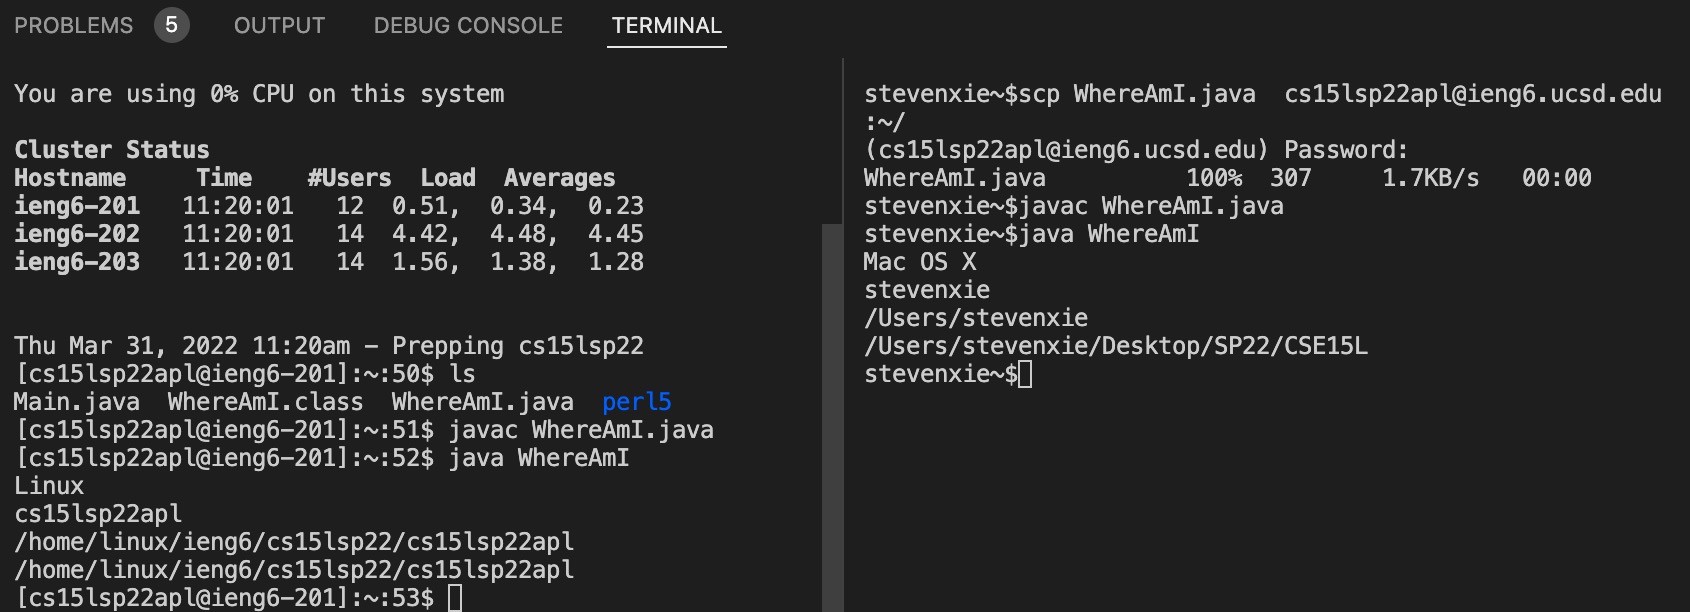 PROBLEMS 5 OUTPUT DEBUG CONSOLE TERMINAL
You are using 0% CPU on this system
Cluster Status
Hostname     Time    #Users  Load  Averages
ieng6-201   11:20:01   12  0.51,  0.34,  0.23
ieng6-202   11:20:01   14  4.42,  4.48,  4.45
ieng6-203   11:20:01   14  1.56,  1.38,  1.28
Thu Mar 31, 2022 11:20am - Prepping cs15lsp22
[cs15lsp22apl@ieng6-201]:~:50$ ls
Main.java  WhereAmI.class  WhereAmI.java  perl5
[cs15lsp22apl@ieng6-201]:~:51$ javac WhereAmI.java
[cs15lsp22apl@ieng6-201]:~:52$ java WhereAmI
Linux
cs15lsp22apl
/home/linux/ieng6/cs15lsp22/cs15lsp22apl
/home/linux/ieng6/cs15lsp22/cs15lsp22apl
[cs15lsp22apl@ieng6-201]:~:53$
stevenxie~$scp WhereAmI.java  cs15lsp22apl@ieng6.ucsd.edu
:~/
(cs15lsp22apl@ieng6.ucsd.edu) Password:
WhereAmI.java          100%  307     1.7KB/s   00:00
stevenxie~$javac WhereAmI.java
stevenxie~$java WhereAmI
Mac OS X
stevenxie
/Users/stevenxie
/Users/stevenxie/Desktop/SP22/CSE15L
stevenxie~$